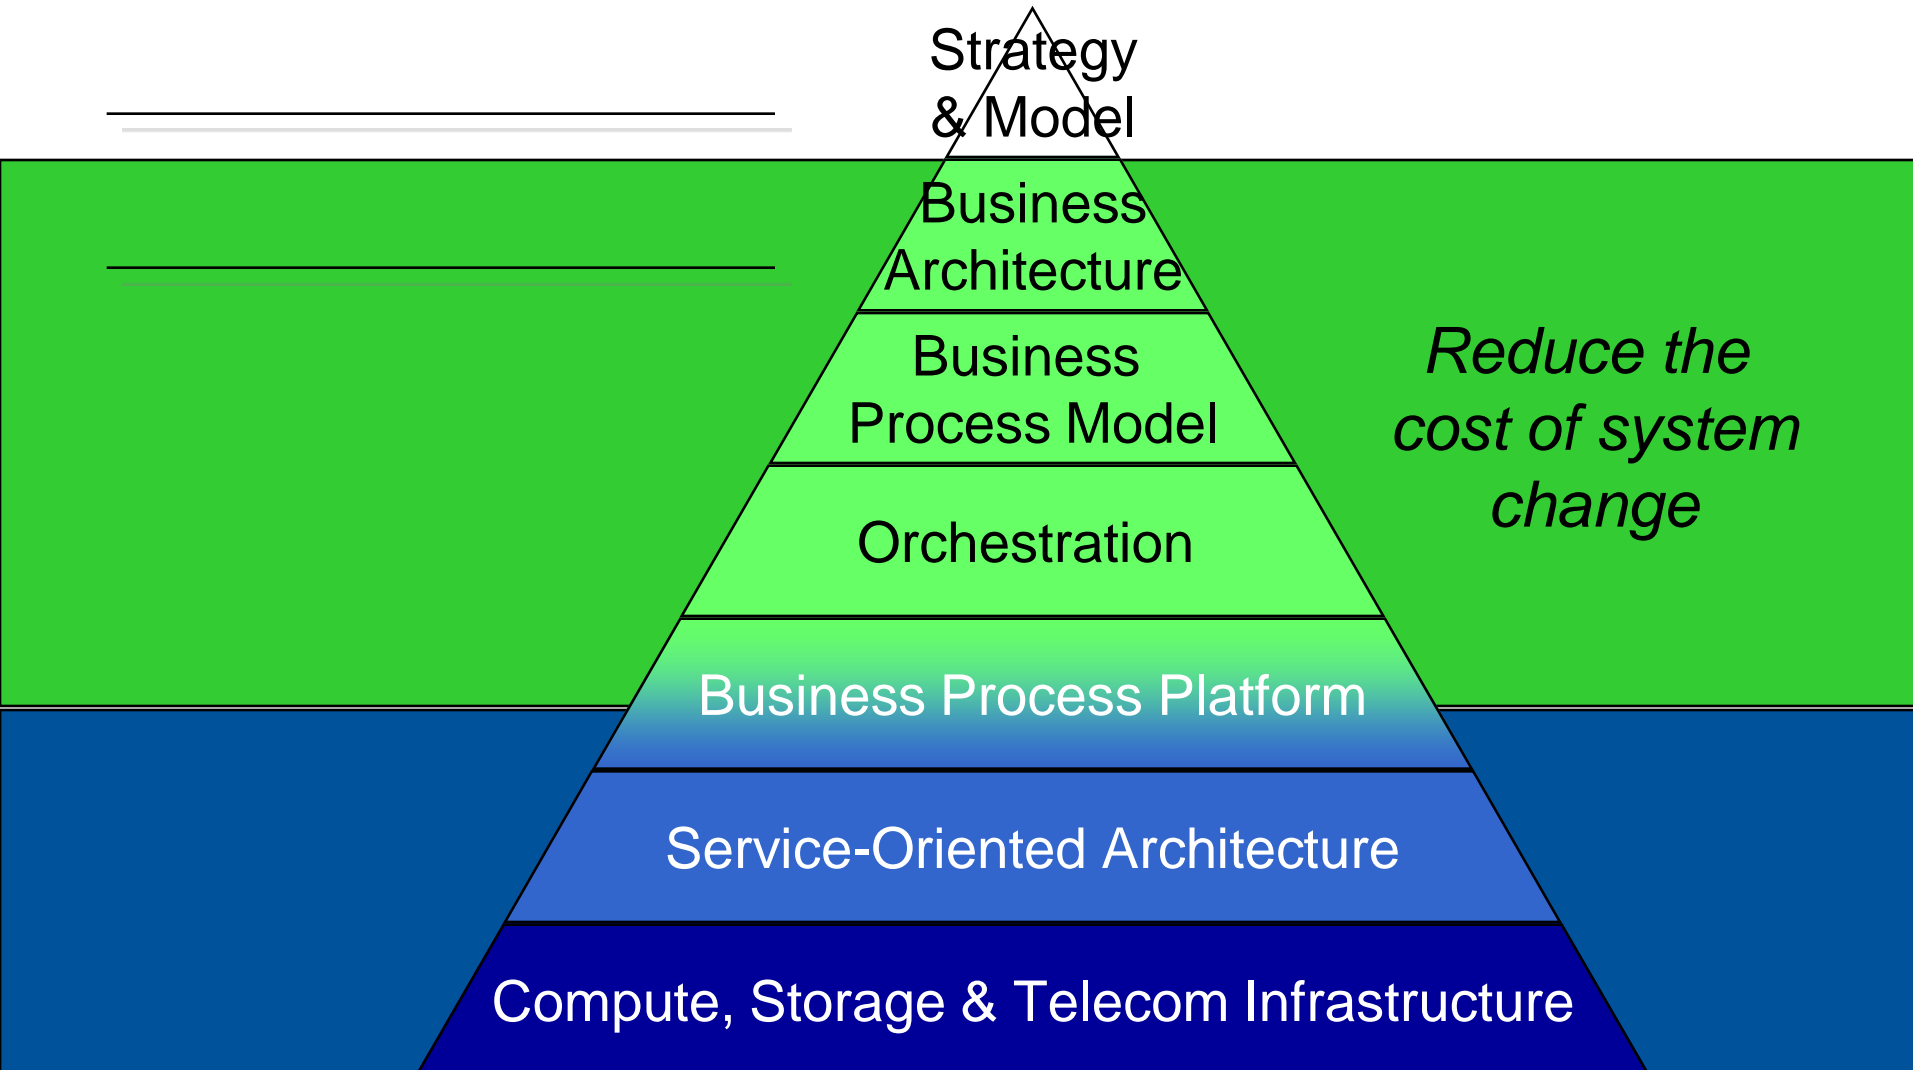 Strategy
& Model
Business
Architecture
Business
Process Model
Reduce the
cost of system
change
Orchestration
Business Process Platform
Service-Oriented Architecture
Compute, Storage & Telecom Infrastructure